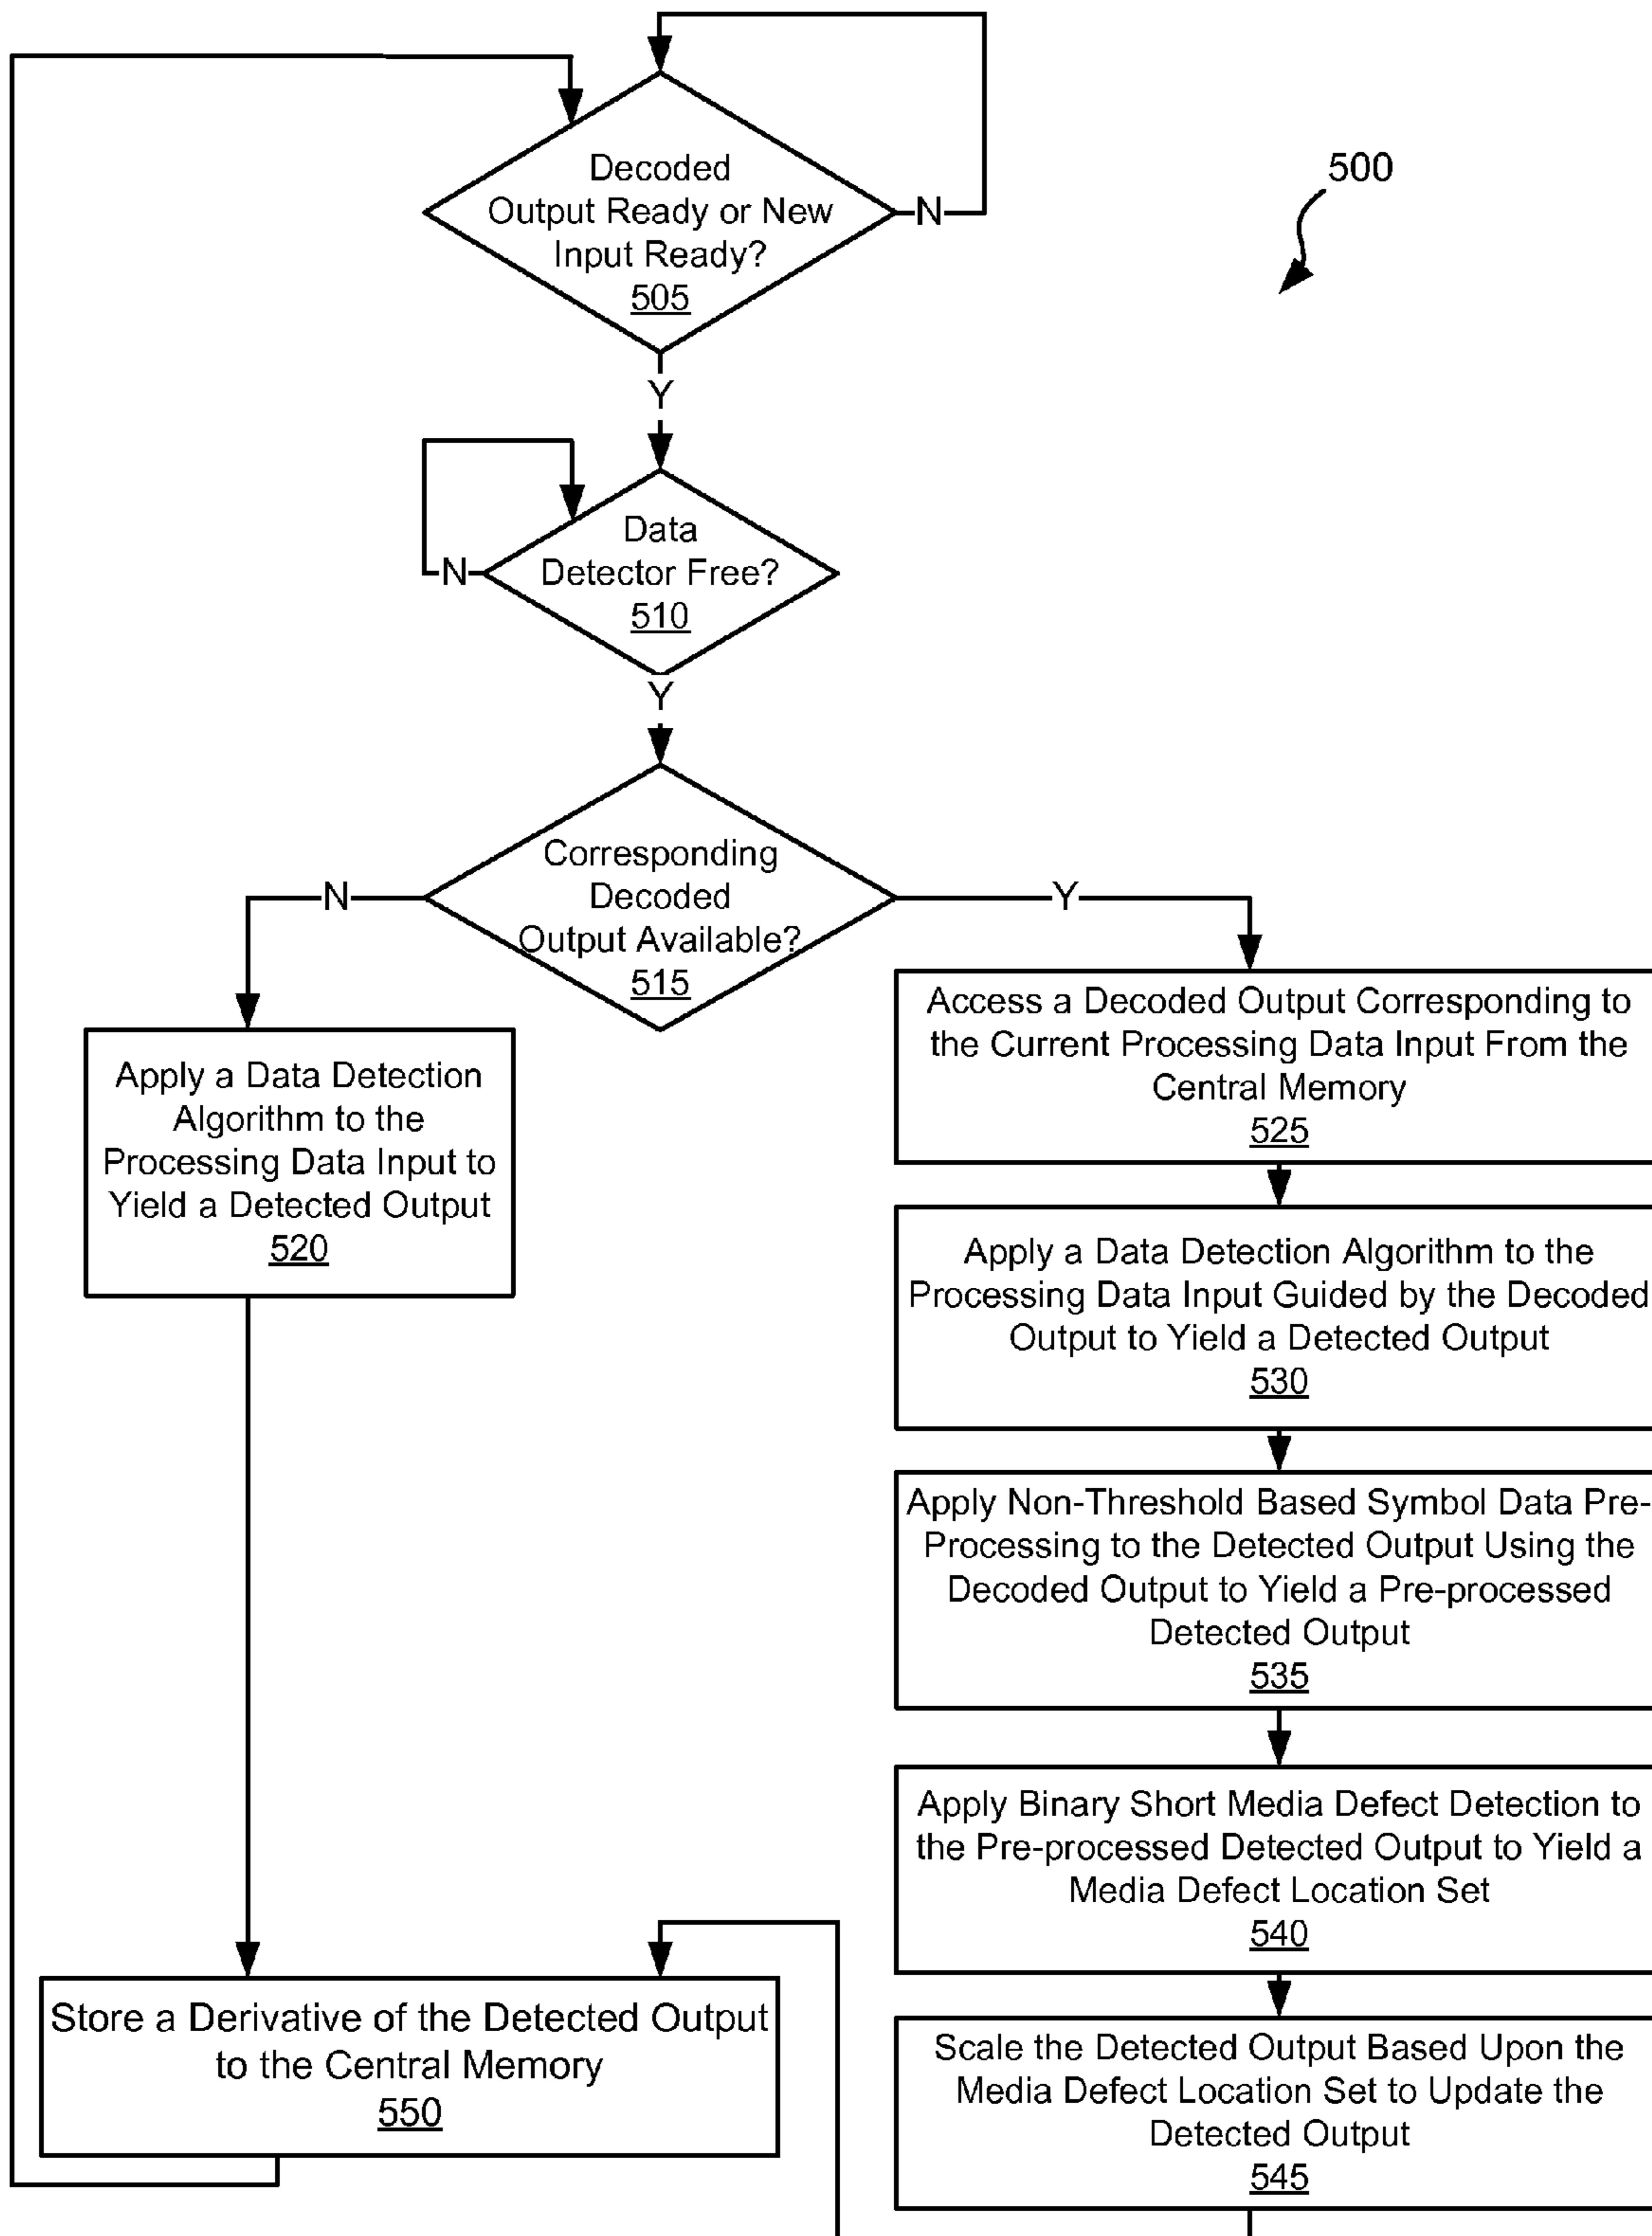 500
Decoded
Output Ready or New
Input Ready?
505
N
Y
Data
Detector Free?
510
N
Y
Corresponding
Decoded
Output Available?
515
N
Y
Apply a Data Detection
Algorithm to the
Processing Data Input to
Yield a Detected Output
520
Access a Decoded Output Corresponding to
the Current Processing Data Input From the
Central Memory
525
Apply a Data Detection Algorithm to the
Processing Data Input Guided by the Decoded
Output to Yield a Detected Output
530
Apply Non-Threshold Based Symbol Data Pre-
Processing to the Detected Output Using the
Decoded Output to Yield a Pre-processed
Detected Output
535
Apply Binary Short Media Defect Detection to
the Pre-processed Detected Output to Yield a
Media Defect Location Set
540
Scale the Detected Output Based Upon the
Media Defect Location Set to Update the
Detected Output
545
Store a Derivative of the Detected Output
to the Central Memory
550